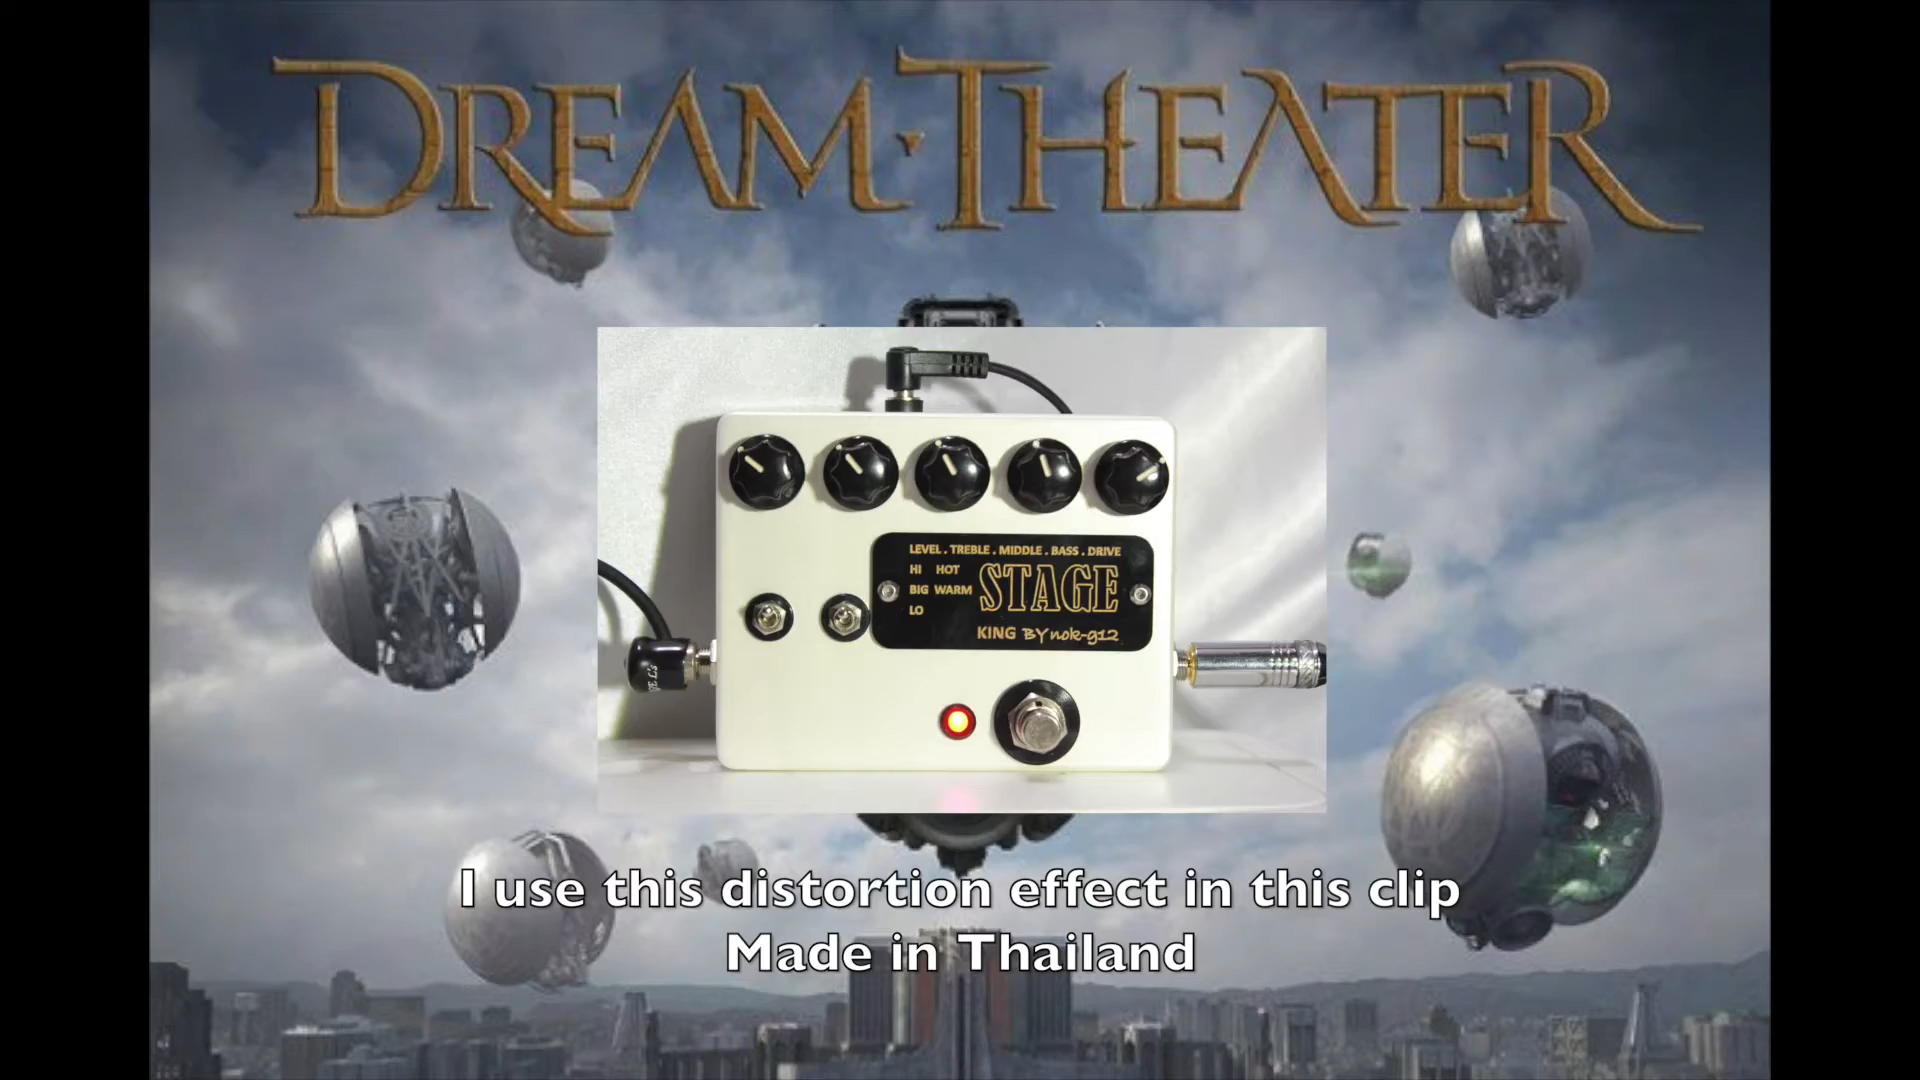 DREAM·THEATER
LEVEL . TREBLE . MIDDLE . BASS . DRIVE
HI HOT
BIG WARM
LO
STAGE
KING BY nok-g12
I use this distortion effect in this clip
Made in Thailand